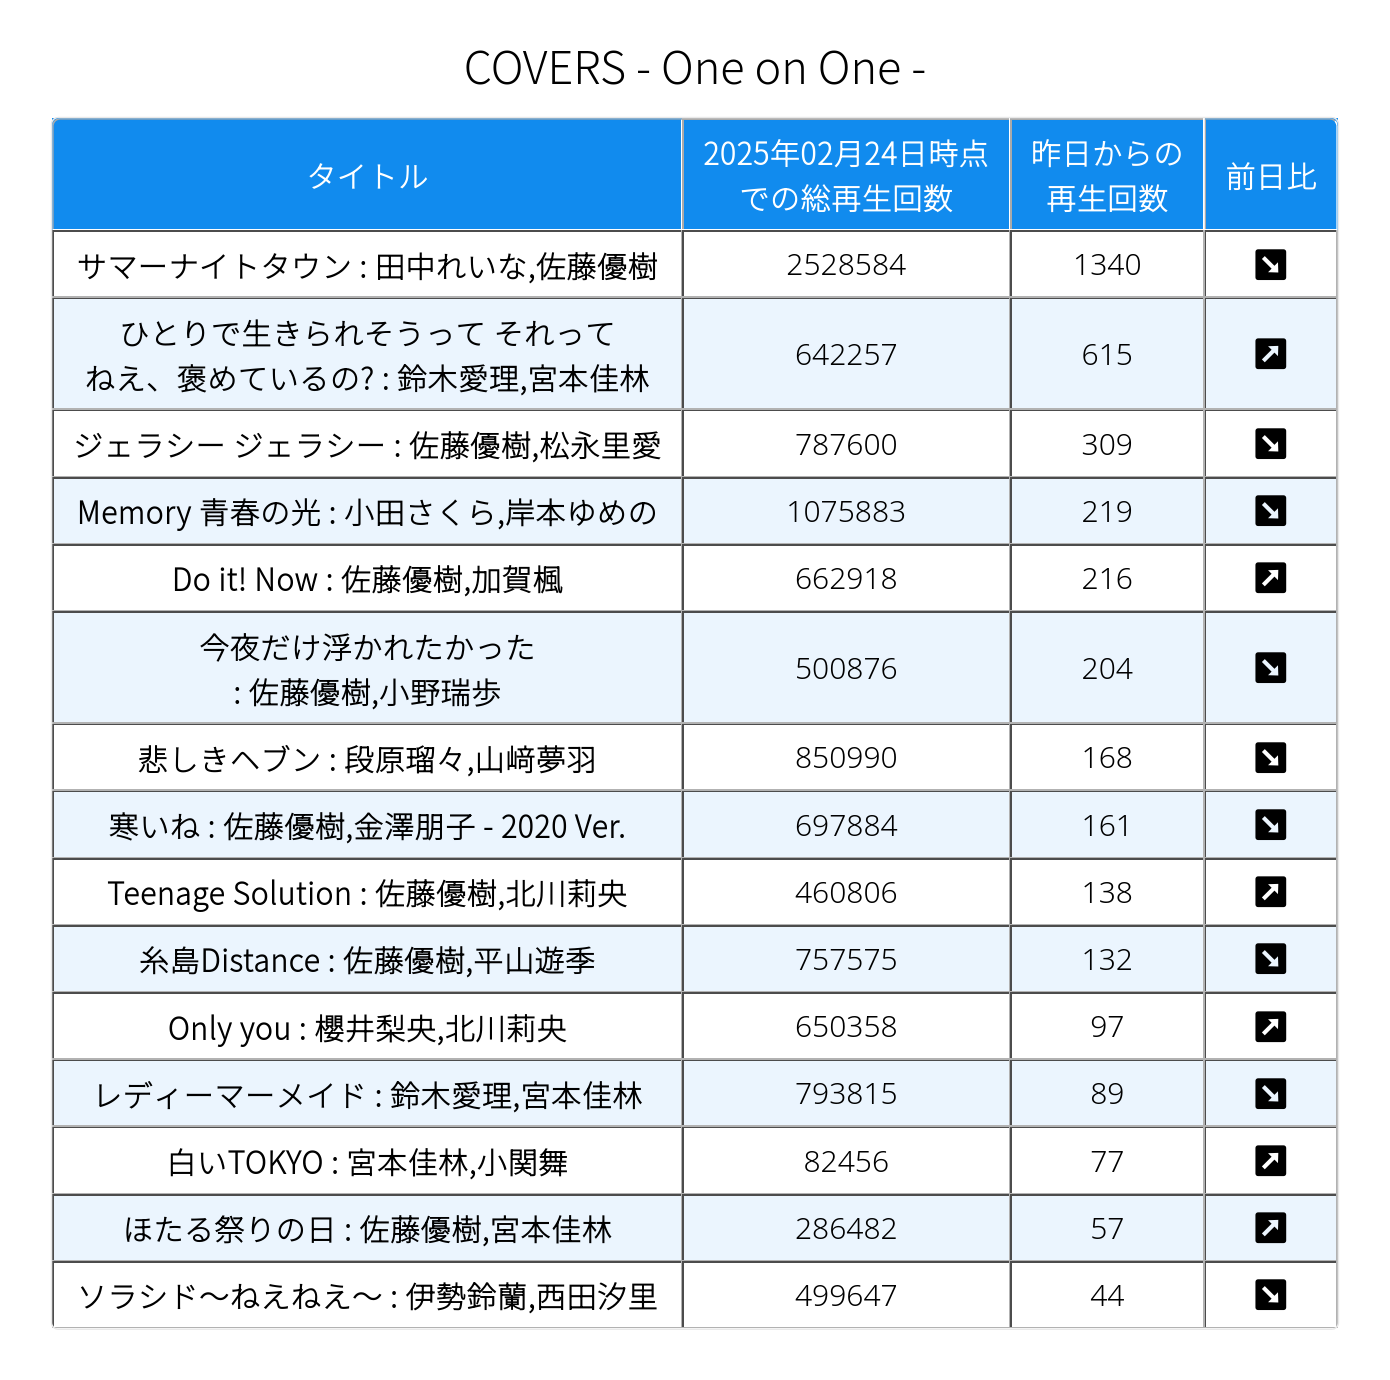 COVERS - One on One -
タイトル
2025年02月24日時点
での総再生回数
昨日からの
再生回数
前日比
サマーナイトタウン : 田中れいな,佐藤優樹 2528584 1340 ↘
ひとりで生きられそうって それって
ねえ、褒めているの? : 鈴木愛理,宮本佳林 642257 615 ↗
ジェラシー ジェラシー : 佐藤優樹,松永里愛 787600 309 ↘
Memory 青春の光 : 小田さくら,岸本ゆめの 1075883 219 ↘
Do it! Now : 佐藤優樹,加賀楓 662918 216 ↗
今夜だけ浮かれたかった
: 佐藤優樹,小野瑞歩 500876 204 ↘
悲しきヘブン : 段原瑠々,山﨑夢羽 850990 168 ↘
寒いね : 佐藤優樹,金澤朋子 - 2020 Ver. 697884 161 ↘
Teenage Solution : 佐藤優樹,北川莉央 460806 138 ↗
糸島Distance : 佐藤優樹,平山遊季 757575 132 ↘
Only you : 櫻井梨央,北川莉央 650358 97 ↗
レディーマーメイド : 鈴木愛理,宮本佳林 793815 89 ↘
白いTOKYO : 宮本佳林,小関舞 82456 77 ↗
ほたる祭りの日 : 佐藤優樹,宮本佳林 286482 57 ↗
ソラシド〜ねえねえ〜 : 伊勢鈴蘭,西田汐里 499647 44 ↘